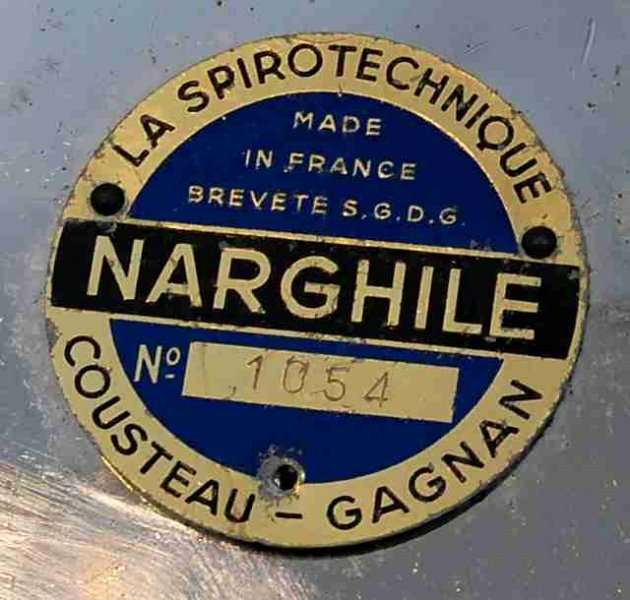 LA SPIROTECHNIQUE
MADE
IN FRANCE
BREVETE S.G.D.G.
NARGHILE
Nº 1054
COUSTEAU - GAGNAN